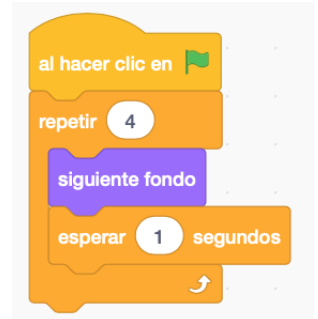 al hacer clic en
repetir 4
siguiente fondo
esperar 1 segundos